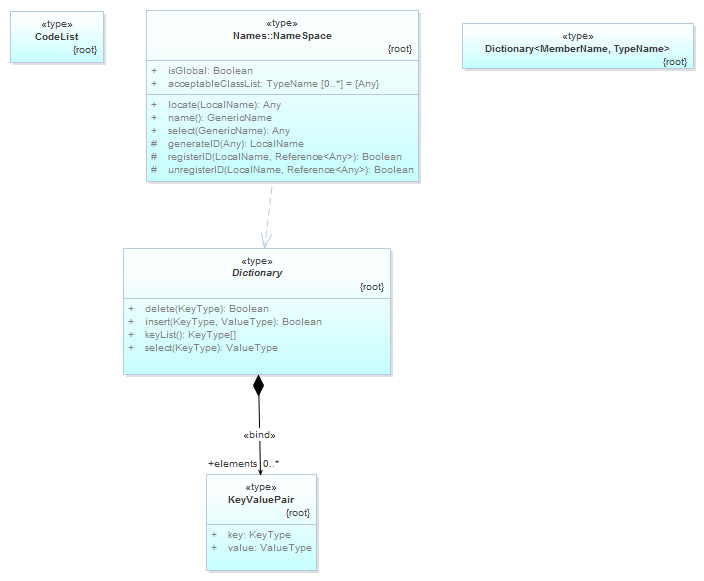 «type»
CodeList
{root}
«type»
Names::NameSpace
{root}
+ isGlobal: Boolean
+ acceptableClassList: TypeName [0..*] = {Any}
+ locate(LocalName): Any
+ name(): GenericName
+ select(GenericName): Any
# generateID(Any): LocalName
# registerID(LocalName, Reference<Any>): Boolean
# unregisterID(LocalName, Reference<Any>): Boolean
«type»
Dictionary<MemberName, TypeName>
{root}
«type»
Dictionary
{root}
+ delete(KeyType): Boolean
+ insert(KeyType, ValueType): Boolean
+ keyList(): KeyType[]
+ select(KeyType): ValueType
«bind»
+elements 0..*
«type»
KeyValuePair
{root}
+ key: KeyType
+ value: ValueType